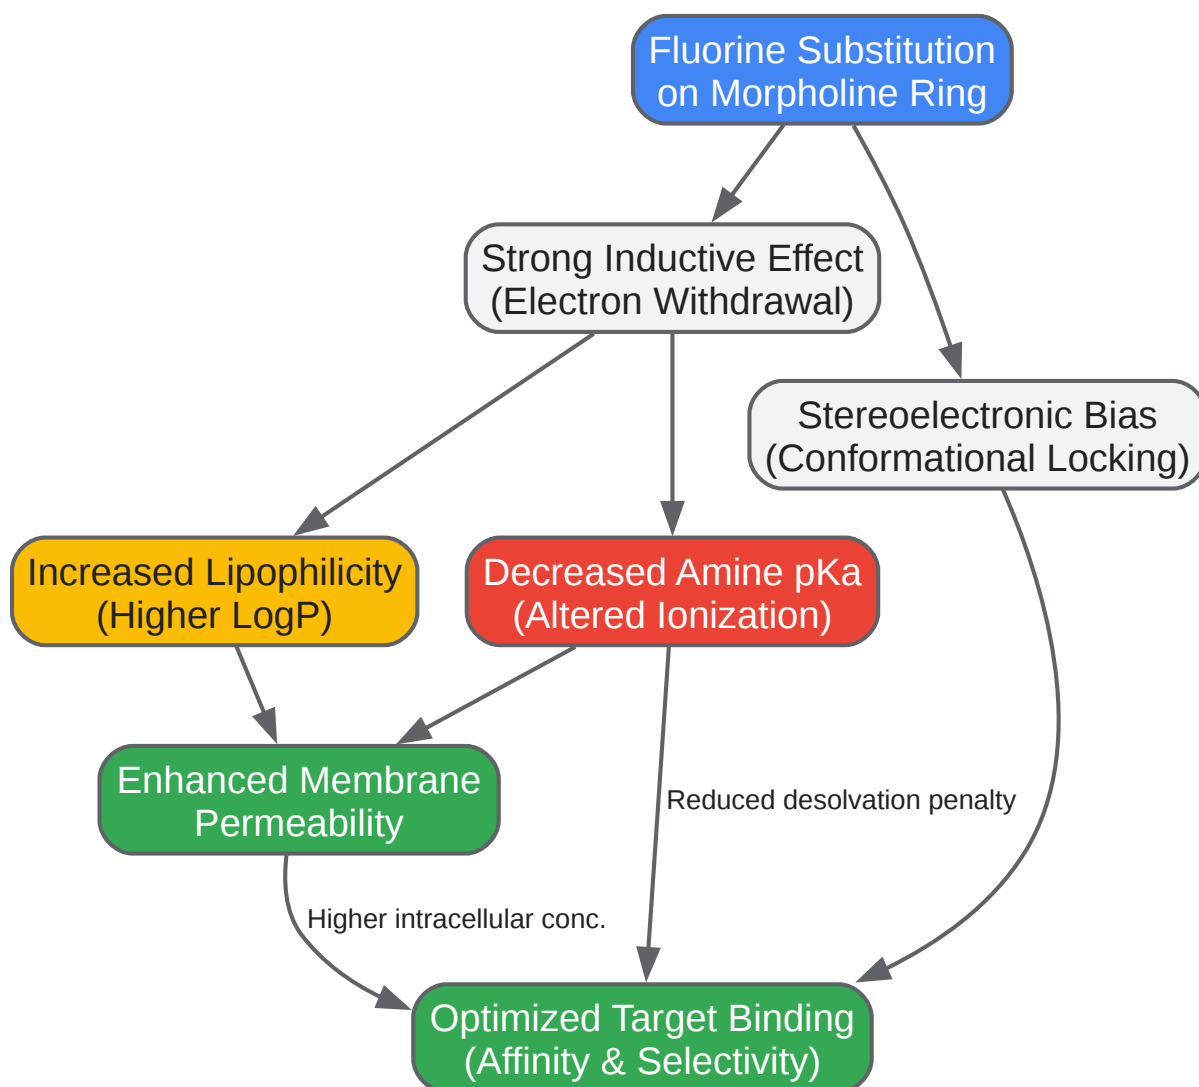 Fluorine Substitution
on Morpholine Ring
Strong Inductive Effect
(Electron Withdrawal)
Stereoelectronic Bias
(Conformational Locking)
Increased Lipophilicity
(Higher LogP)
Decreased Amine pKa
(Altered Ionization)
Enhanced Membrane
Permeability
Reduced desolvation penalty
Higher intracellular conc.
Optimized Target Binding
(Affinity & Selectivity)